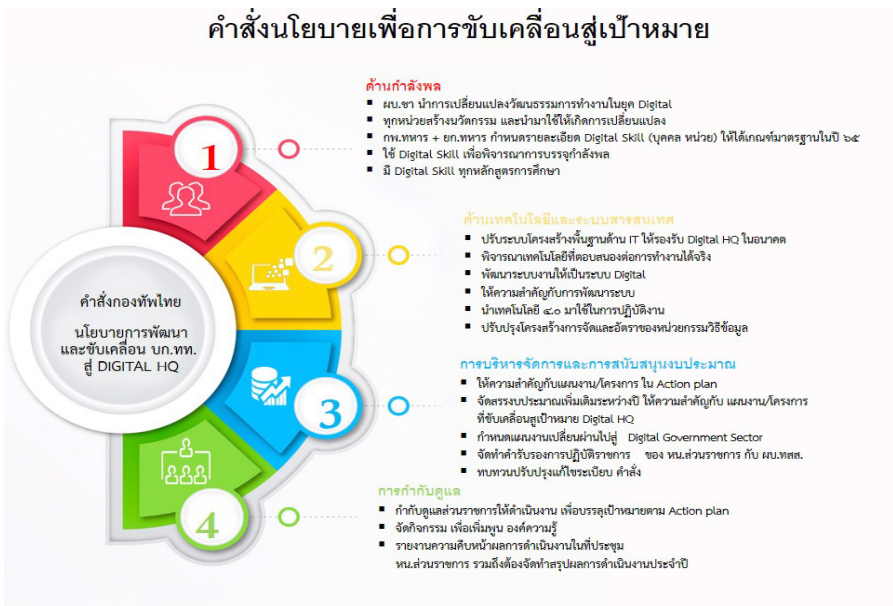 คำสั่งนโยบายเพื่อการขับเคลื่อนสู่เป้าหมาย
ด้านกำลังพล
▪ ผบ.ชา นำการเปลี่ยนแปลงวัฒนธรรมการทำงานในยุค Digital
▪ ทุกหน่วยสร้างนวัตกรรม และนำมาใช้ให้เกิดการเปลี่ยนแปลง
▪ กพ.ทหาร + ยก.ทหาร กำหนดรายละเอียด Digital Skill (บุคคล หน่วย) ให้ได้เกณฑ์มาตรฐานในปี ๖๕
▪ ใช้ Digital Skill เพื่อพิจารณาการบรรจุกำลังพล
▪ มี Digital Skill ทุกหลักสูตรการศึกษา
1
ด้านเทคโนโลยีและระบบสารสนเทศ
▪ ปรับระบบโครงสร้างพื้นฐานด้าน IT ให้รองรับ Digital HQ ในอนาคต
▪ พิจารณาเทคโนโลยีที่ตอบสนองต่อการทำงานได้จริง
▪ พัฒนาระบบงานให้เป็นระบบ Digital
▪ ให้ความสำคัญกับการพัฒนาระบบ
▪ นำเทคโนโลยี ๔.๐ มาใช้ในการปฏิบัติงาน
▪ ปรับปรุงโครงสร้างการจัดและอัตราของหน่วยกรรมวิธีข้อมูล
2
คำสั่งกองทัพไทย
นโยบายการพัฒนา
และขับเคลื่อน บก.ทท.
สู่ DIGITAL HQ
การบริหารจัดการและการสนับสนุนงบประมาณ
▪ ให้ความสำคัญกับแผนงาน/โครงการ ใน Action plan
▪ จัดสรรงบประมาณเพิ่มเติมระหว่างปี ให้ความสำคัญกับ แผนงาน/โครงการ
ที่ขับเคลื่อนสู่เป้าหมาย Digital HQ
▪ กำหนดแผนงานเปลี่ยนผ่านไปสู่ Digital Government Sector
▪ จัดทำคำรับรองการปฏิบัติราชการ ของ หน.ส่วนราชการ กับ ผบ.ทสส.
▪ ทบทวนปรับปรุงแก้ไขระเบียบ คำสั่ง
3
การกำกับดูแล
▪ กำกับดูแลส่วนราชการให้ดำเนินงาน เพื่อบรรลุเป้าหมายตาม Action plan
▪ จัดกิจกรรม เพื่อเพิ่มพูน องค์ความรู้
▪ รายงานความคืบหน้าผลการดำเนินงานในที่ประชุม
หน.ส่วนราชการ รวมถึงต้องจัดทำสรุปผลการดำเนินงานประจำปี
4